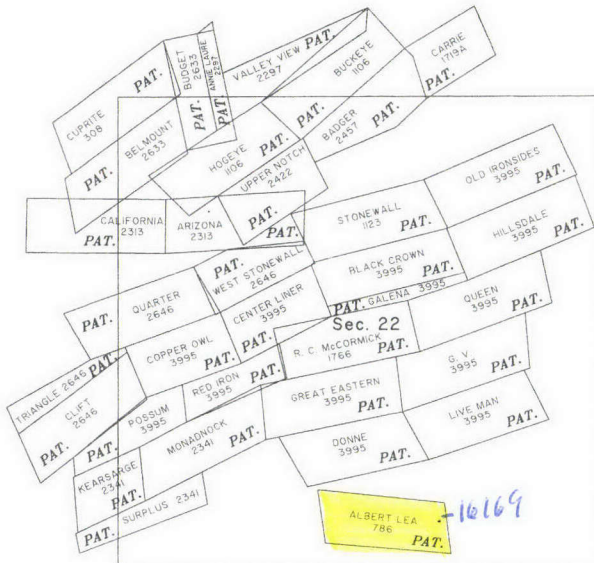 CARRIE
1719A
PAT.
VALLEY VIEW PAT.
2297
BUCKEYE
1106
PAT.
BUDGET
2633
PAT.
ANNIE LAURE
2297
PAT.
PAT.
CUPRITE
308
BELMOUNT
2633
PAT.
BADGER
2457
PAT.
HOGEYE
1106
PAT.
UPPER NOTCH
2422
PAT.
OLD IRONSIDES
3995
PAT.
CALIFORNIA
2313
PAT.
ARIZONA
2313
PAT.
STONEWALL
1123
PAT.
HILLSDALE
3995
PAT.
PAT.
WEST STONEWALL
2646
BLACK CROWN
3995
PAT.
QUARTER
2646
PAT.
CENTER LINER
3995
PAT.
PAT. GALENA 3995
QUEEN
3995
PAT.
Sec. 22
R. C. McCORMICK
1766
PAT.
TRIANGLE 2646 PAT.
COPPER OWL
3995
PAT.
G. V.
3995
PAT.
CLIFT
2646
PAT.
RED IRON
3995
PAT.
GREAT EASTERN
3995
PAT.
POSSUM
3995
PAT.
MONADNOCK
2341
PAT.
LIVE MAN
3995
PAT.
DONNE
3995
PAT.
KEARSARGE
2341
PAT.
PAT. SURPLUS 2341
ALBERT LEA
786
PAT.
-16169